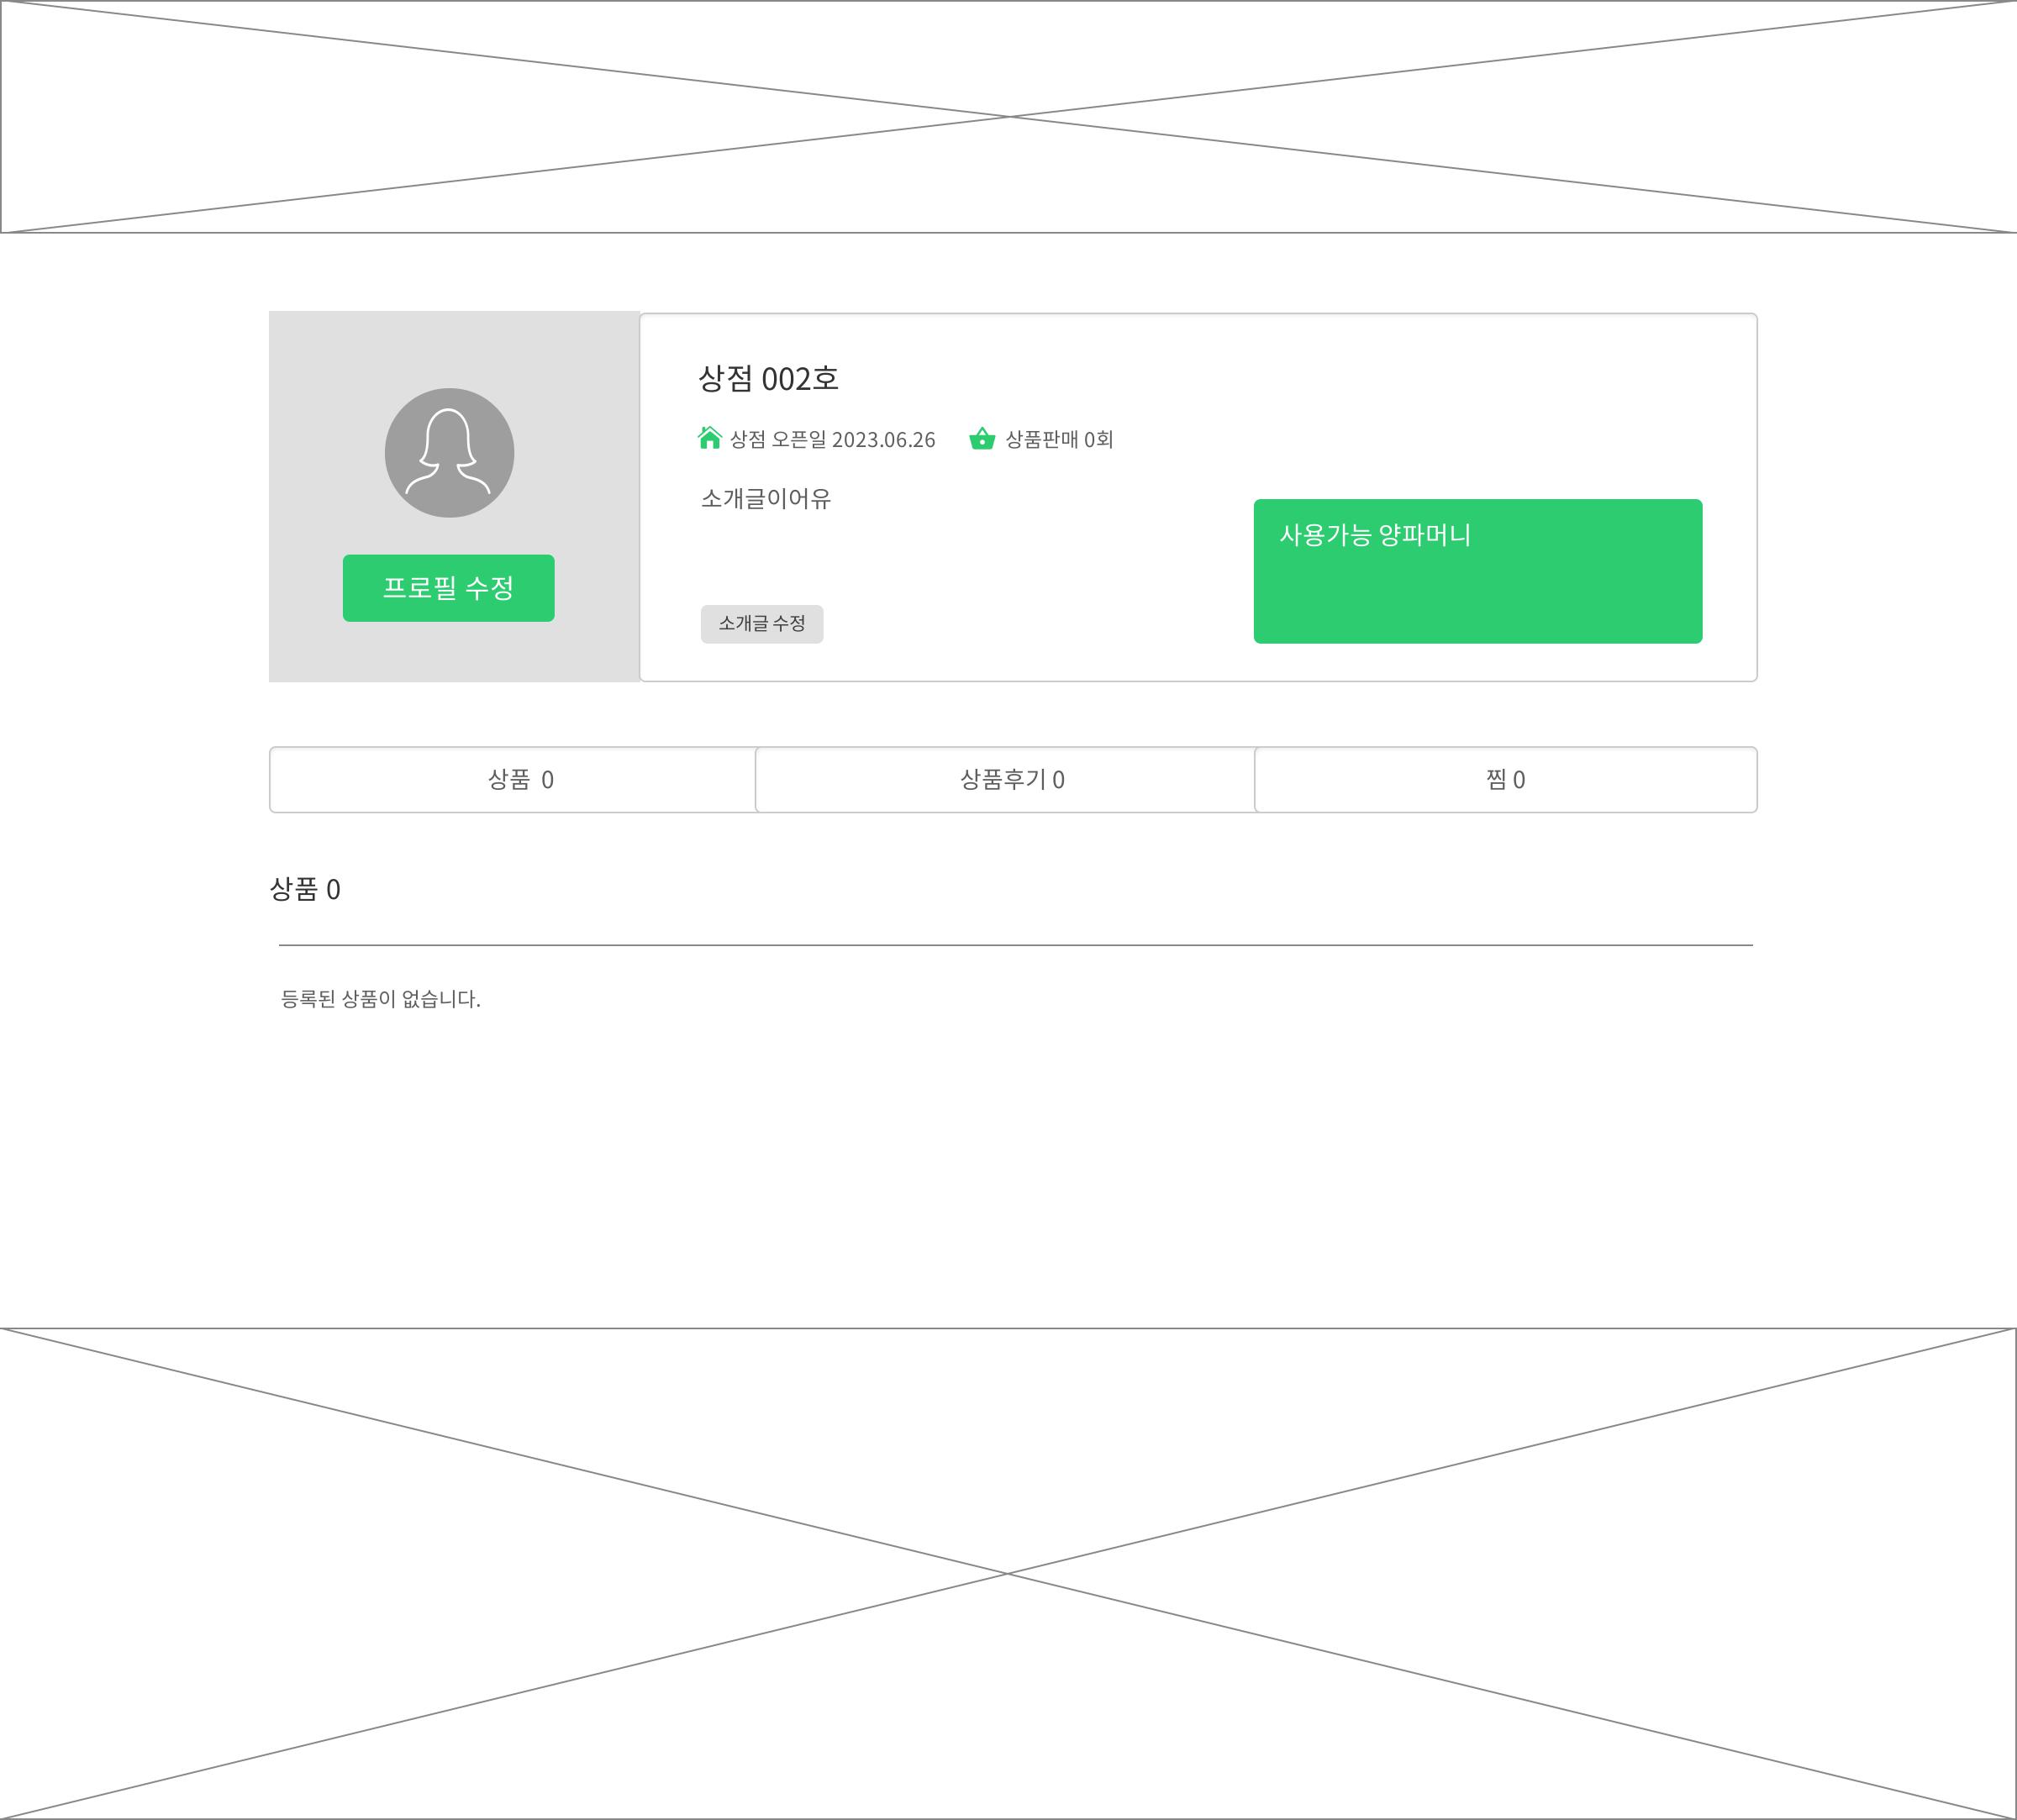 상점 002호
상점 오픈일 2023.06.26
상품판매 0회
소개글이어유
사용가능 양파머니
프로필 수정
소개글 수정
상품 0
상품후기 0
찜 0
상품 0
등록된 상품이 없습니다.